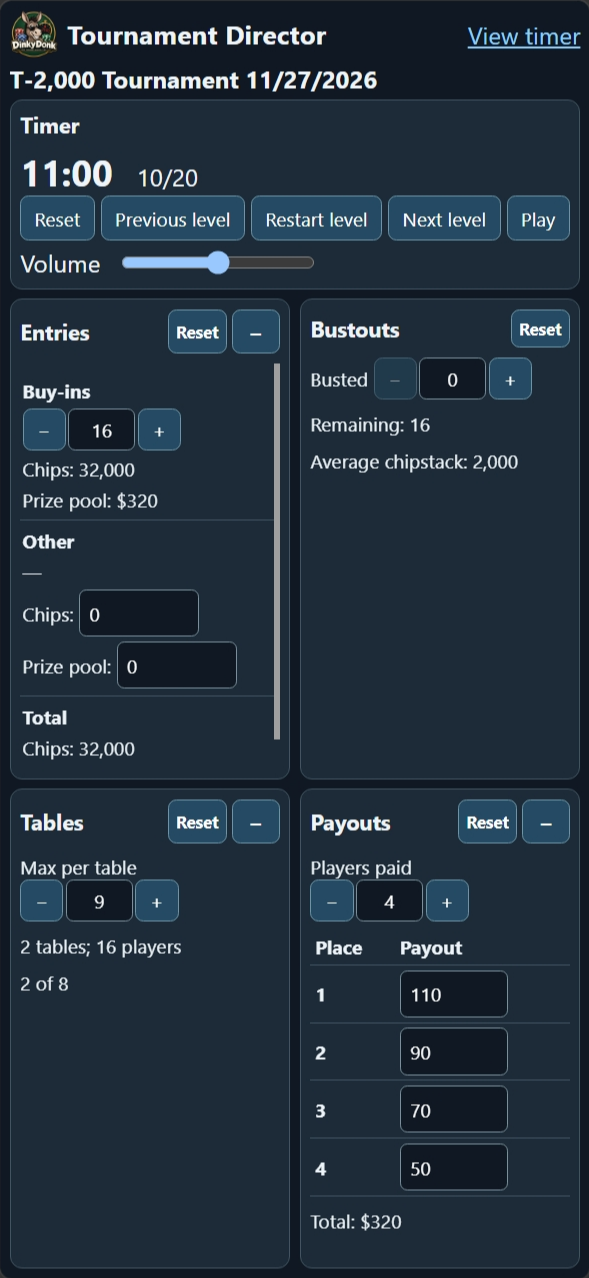 DinkyDonk
Tournament Director
View timer
T-2,000 Tournament 11/27/2026
Timer
11:00 10/20
Reset Previous level Restart level Next level Play
Volume
Entries Reset –
Buy-ins
– 16 +
Chips: 32,000
Prize pool: $320
Other
—
Chips: 0
Prize pool: 0
Total
Chips: 32,000
Bustouts Reset
Busted – 0 +
Remaining: 16
Average chipstack: 2,000
Tables Reset –
Max per table
– 9 +
2 tables; 16 players
2 of 8
Payouts Reset –
Players paid
– 4 +
Place Payout
1 110
2 90
3 70
4 50
Total: $320